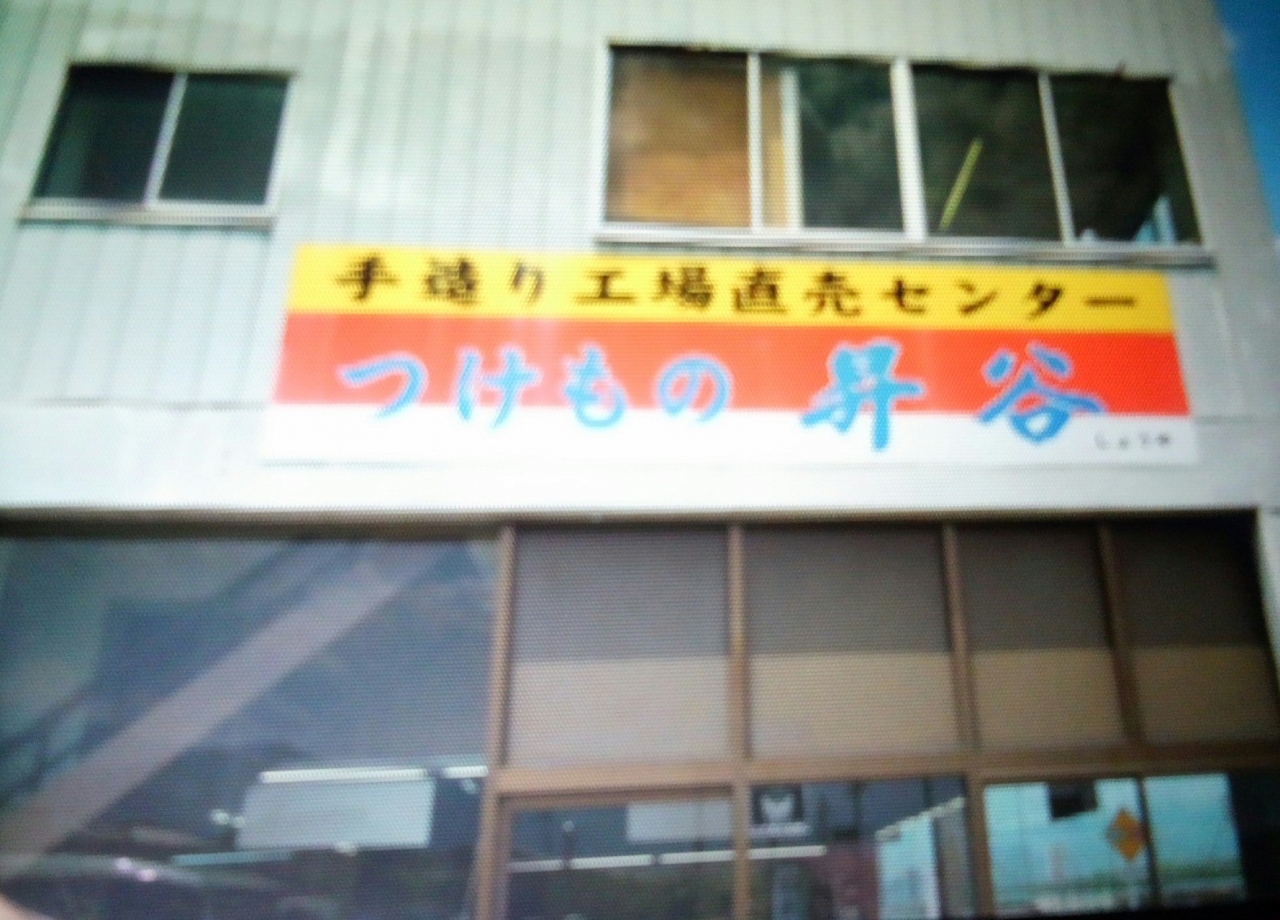 手造り工場直売センター
つけもの 昇谷